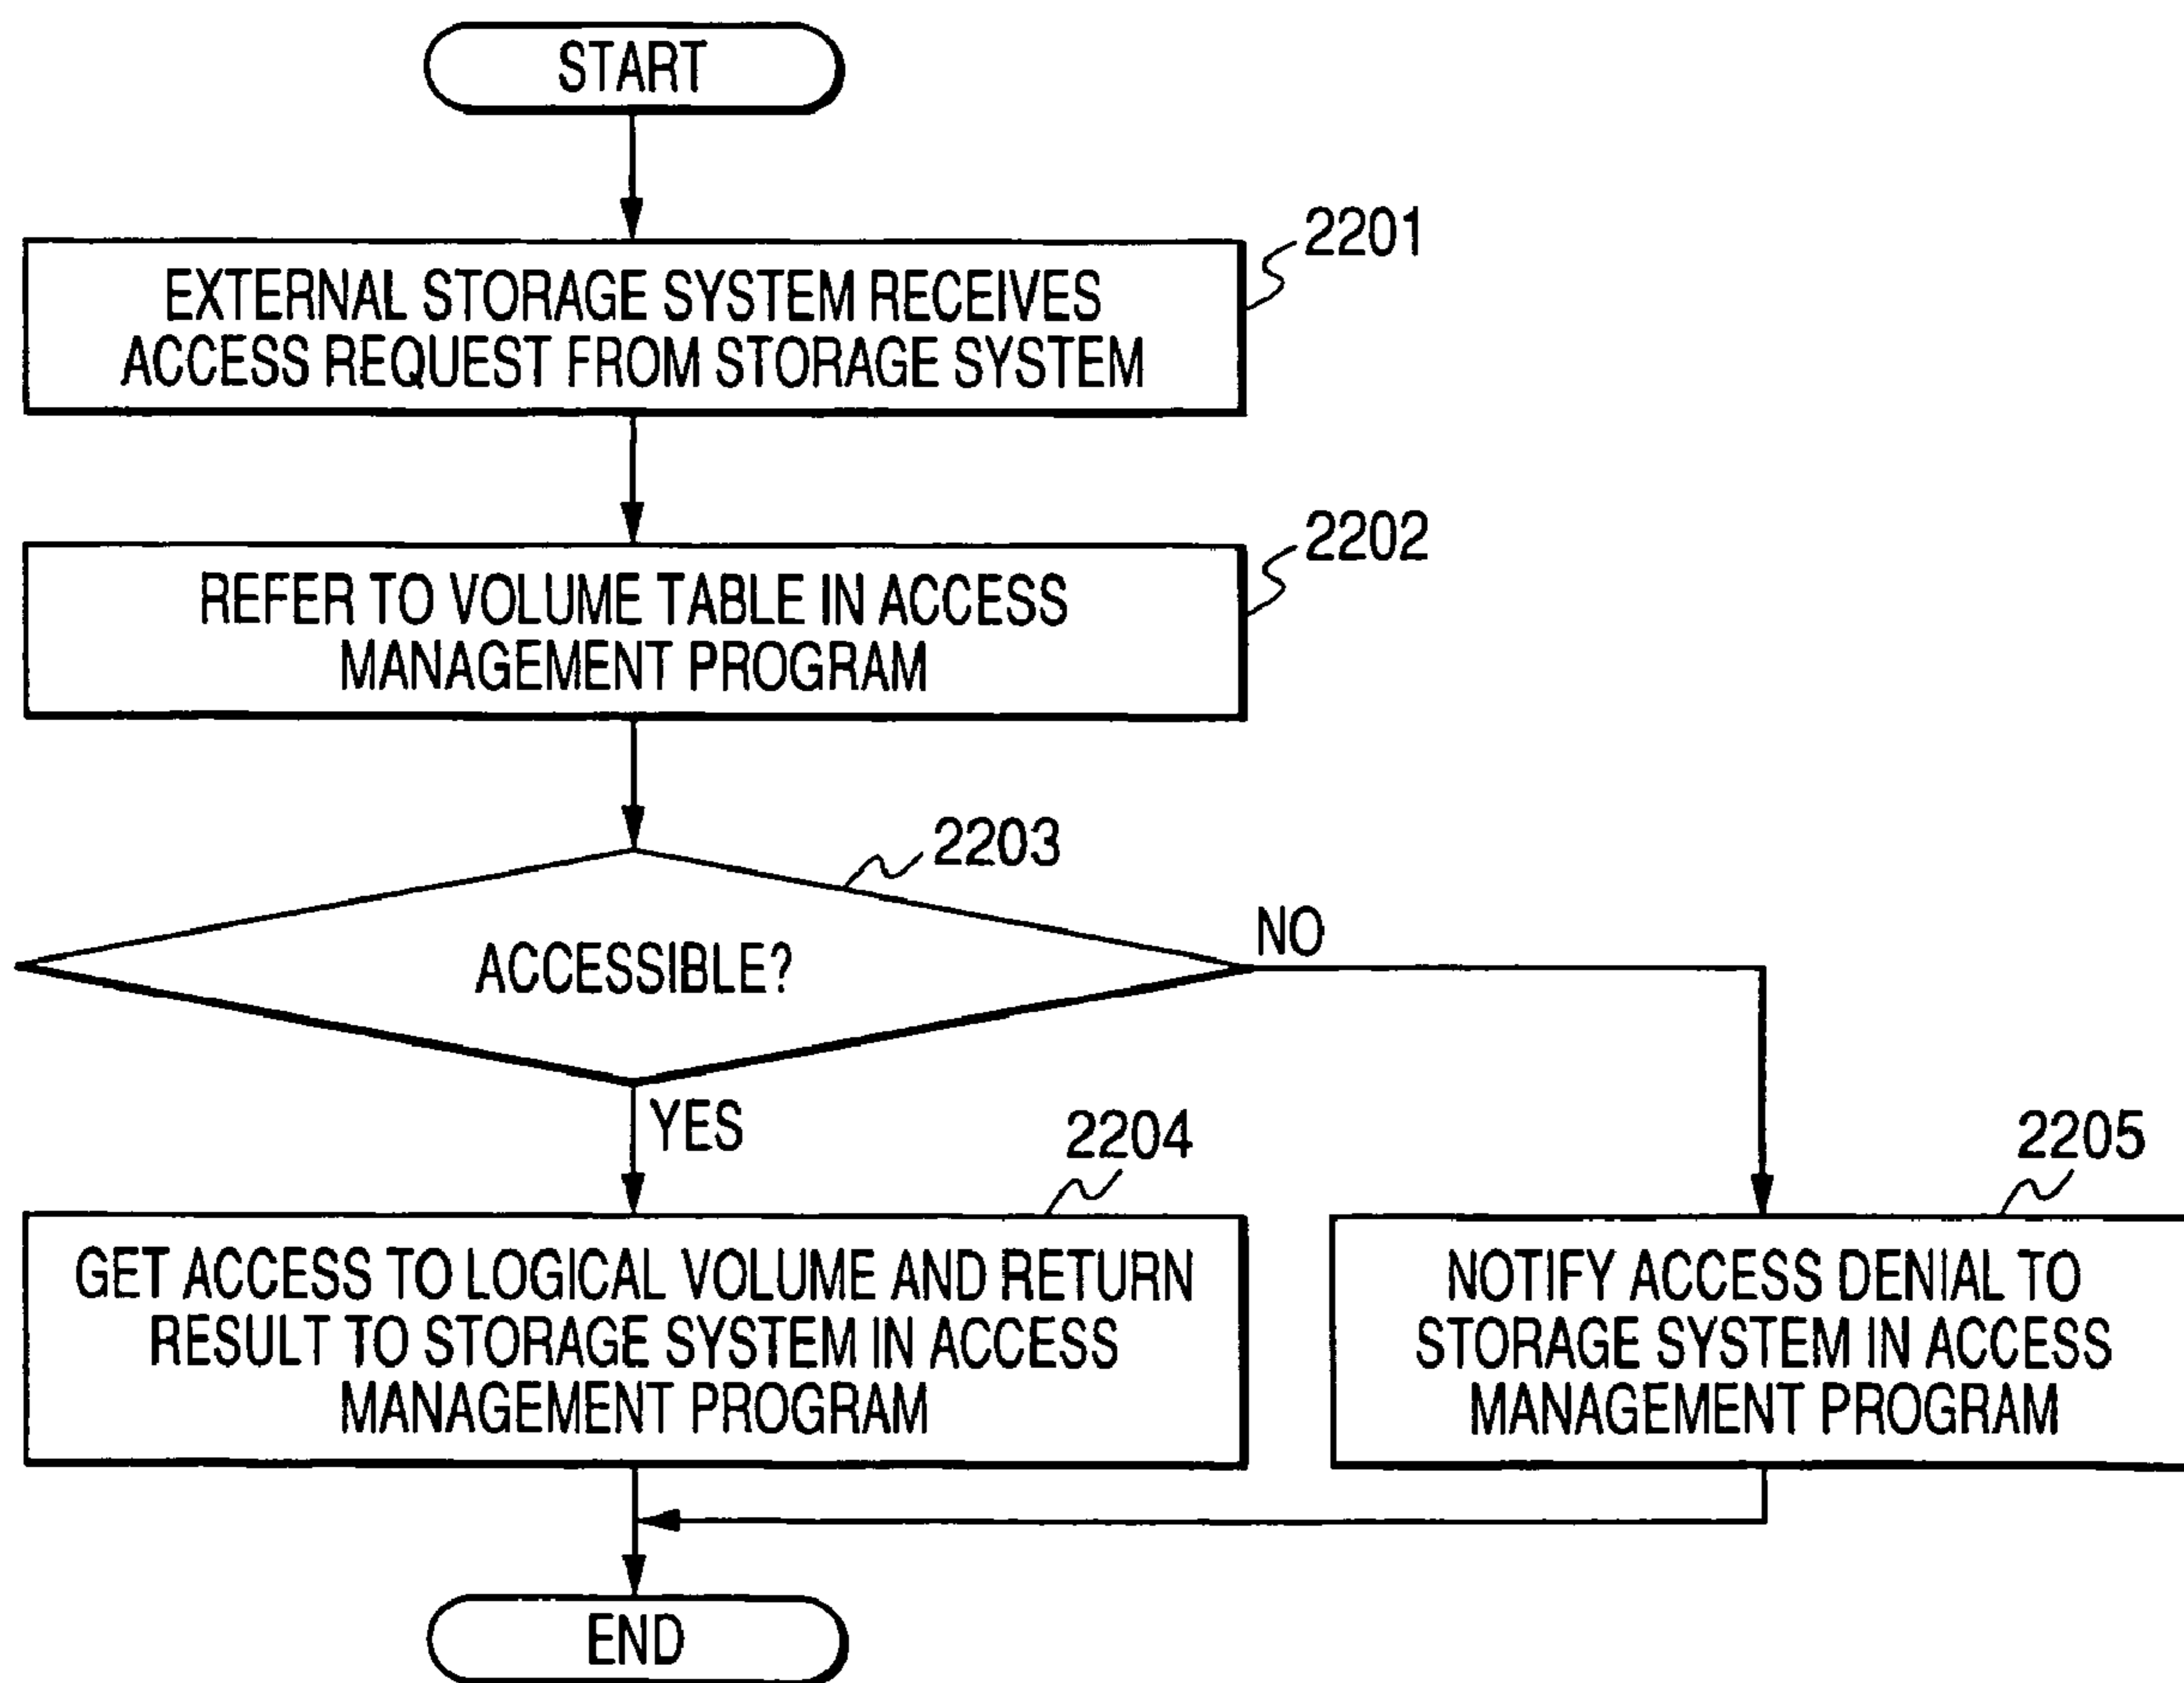 START
2201
EXTERNAL STORAGE SYSTEM RECEIVES
ACCESS REQUEST FROM STORAGE SYSTEM
2202
REFER TO VOLUME TABLE IN ACCESS
MANAGEMENT PROGRAM
2203
ACCESSIBLE?
NO
YES
2204
GET ACCESS TO LOGICAL VOLUME AND RETURN
RESULT TO STORAGE SYSTEM IN ACCESS
MANAGEMENT PROGRAM
2205
NOTIFY ACCESS DENIAL TO
STORAGE SYSTEM IN ACCESS
MANAGEMENT PROGRAM
END